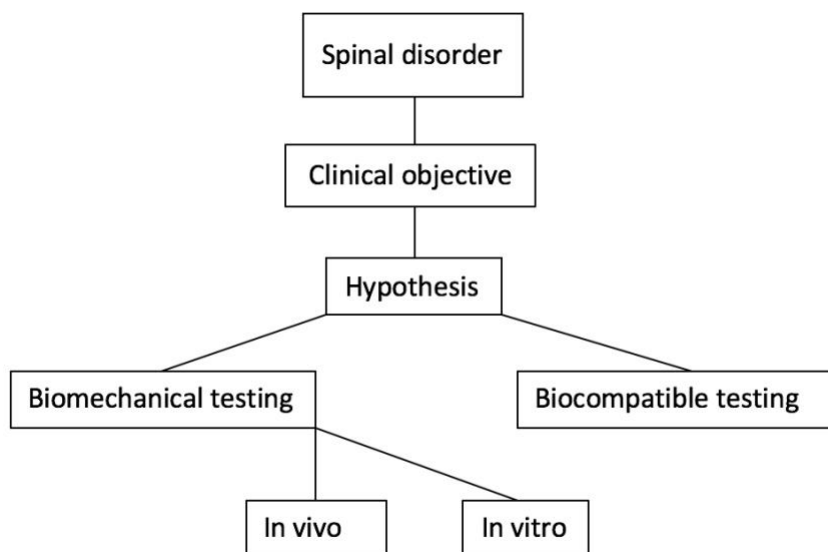 Spinal disorder
Clinical objective
Hypothesis
Biomechanical testing
Biocompatible testing
In vivo
In vitro